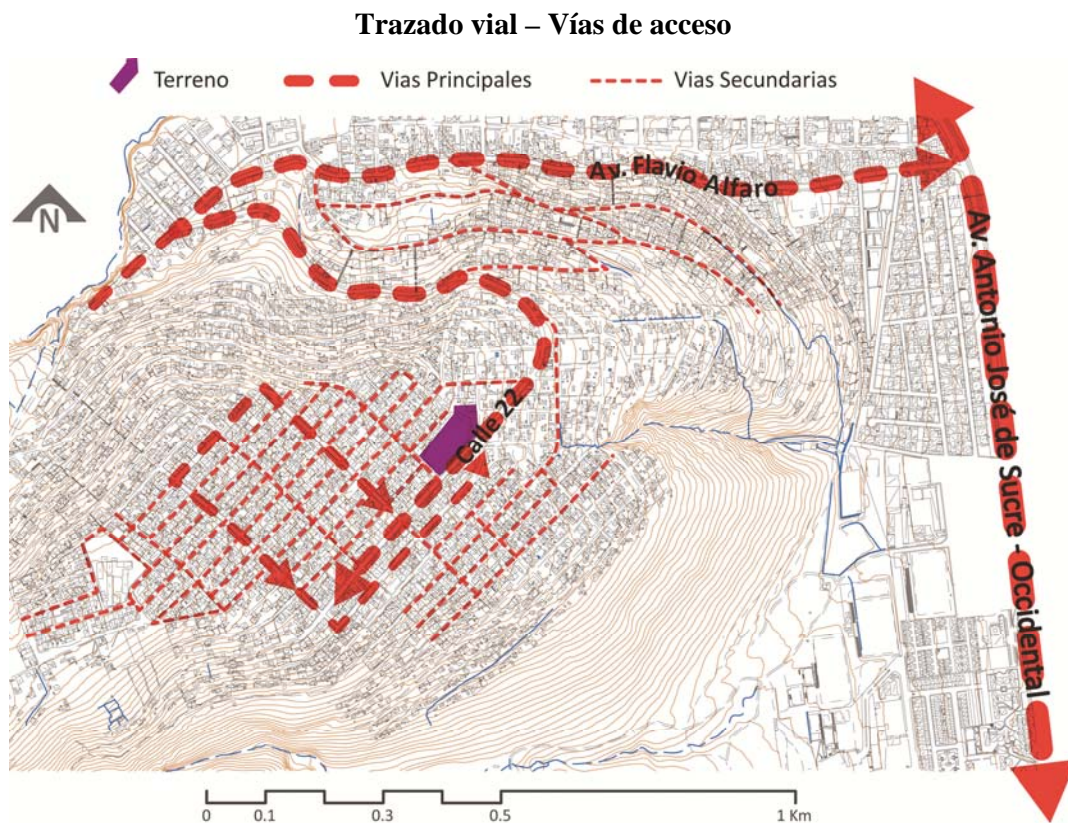 Trazado vial – Vías de acceso
Terreno
Vias Principales
Vias Secundarias
Av. Flavio Alfaro
N
Av. Antonio José de Sucre - Occidental
Calle 22
0 0.1 0.3 0.5 1 Km